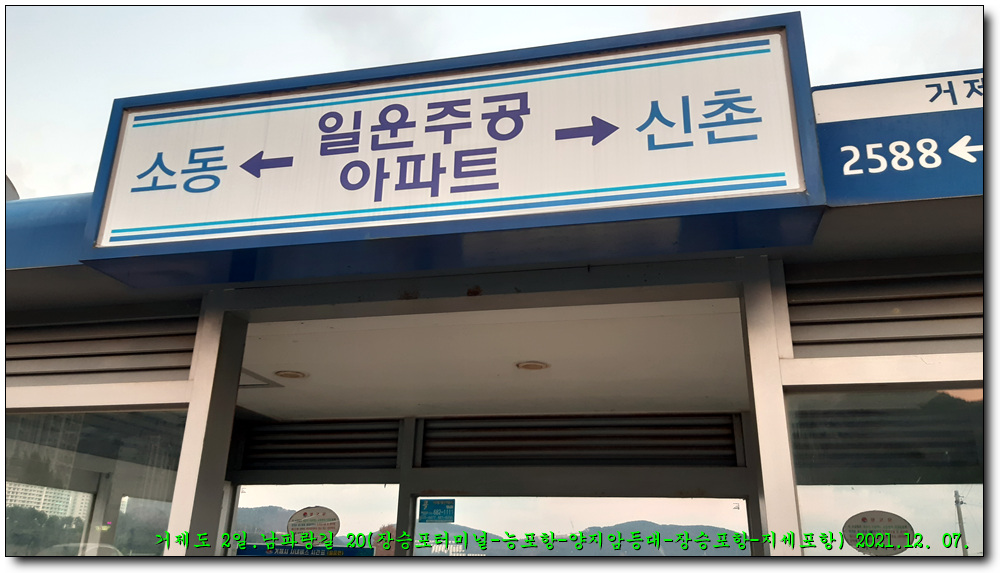 소동 ← 일운주공 아파트 → 신촌
거제
2588 ←
거제도 2일.남파랑길 20(장승포터미널-능포항-양지암등대-장승포항-지세포항) 2021.12. 07.